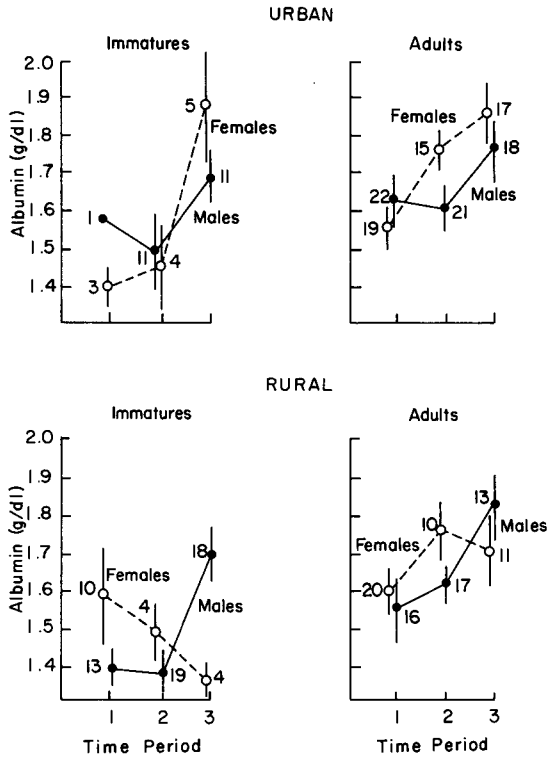 URBAN
Immatures
Adults
Albumin (g/dl)
2.0
1.9
1.8
1.7
1.6
1.5
1.4
5
Females
1
11
Males
11
4
3
Females
17
15
18
22
Males
19
21
RURAL
Immatures
Adults
Albumin (g/dl)
2.0
1.9
1.8
1.7
1.6
1.5
1.4
18
10
Females
4
Males
13
19
4
13
10
Males
Females
11
20
17
16
1 2 3
1 2 3
Time Period
Time Period